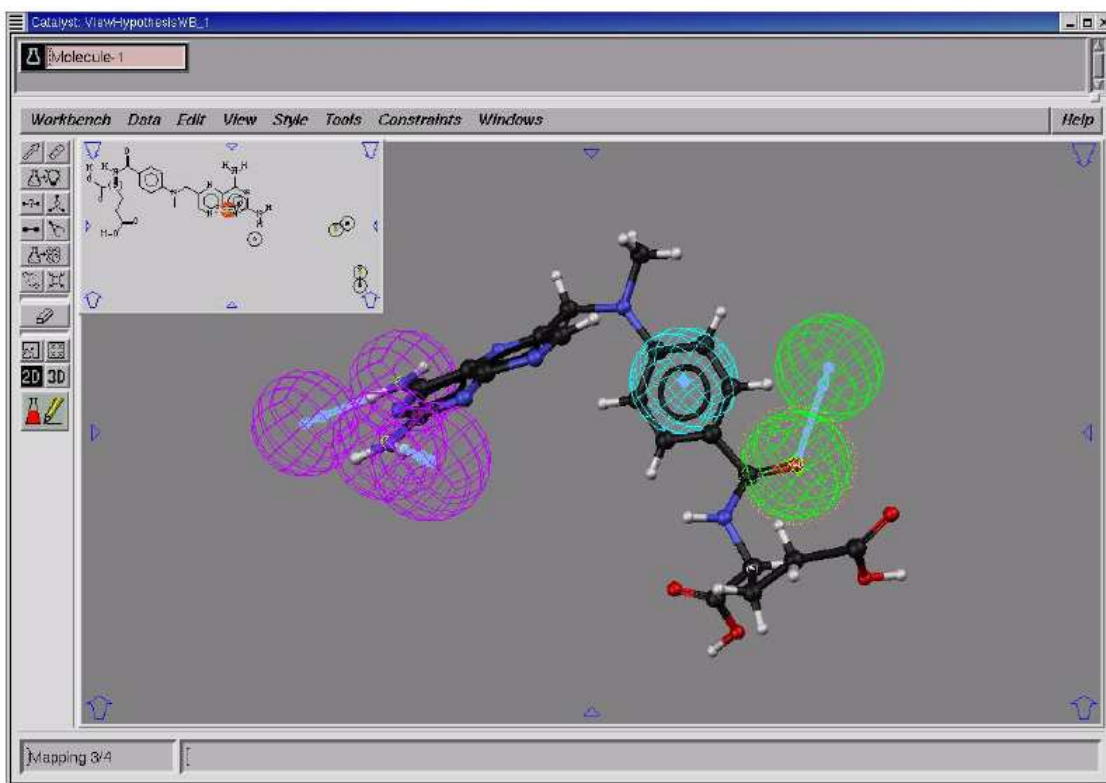 Catalyst: ViewHypothesisWB_1
Molecule-1
Workbench Data Edit View Style Tools Constraints Windows Help
2D 3D
Mapping 3/4